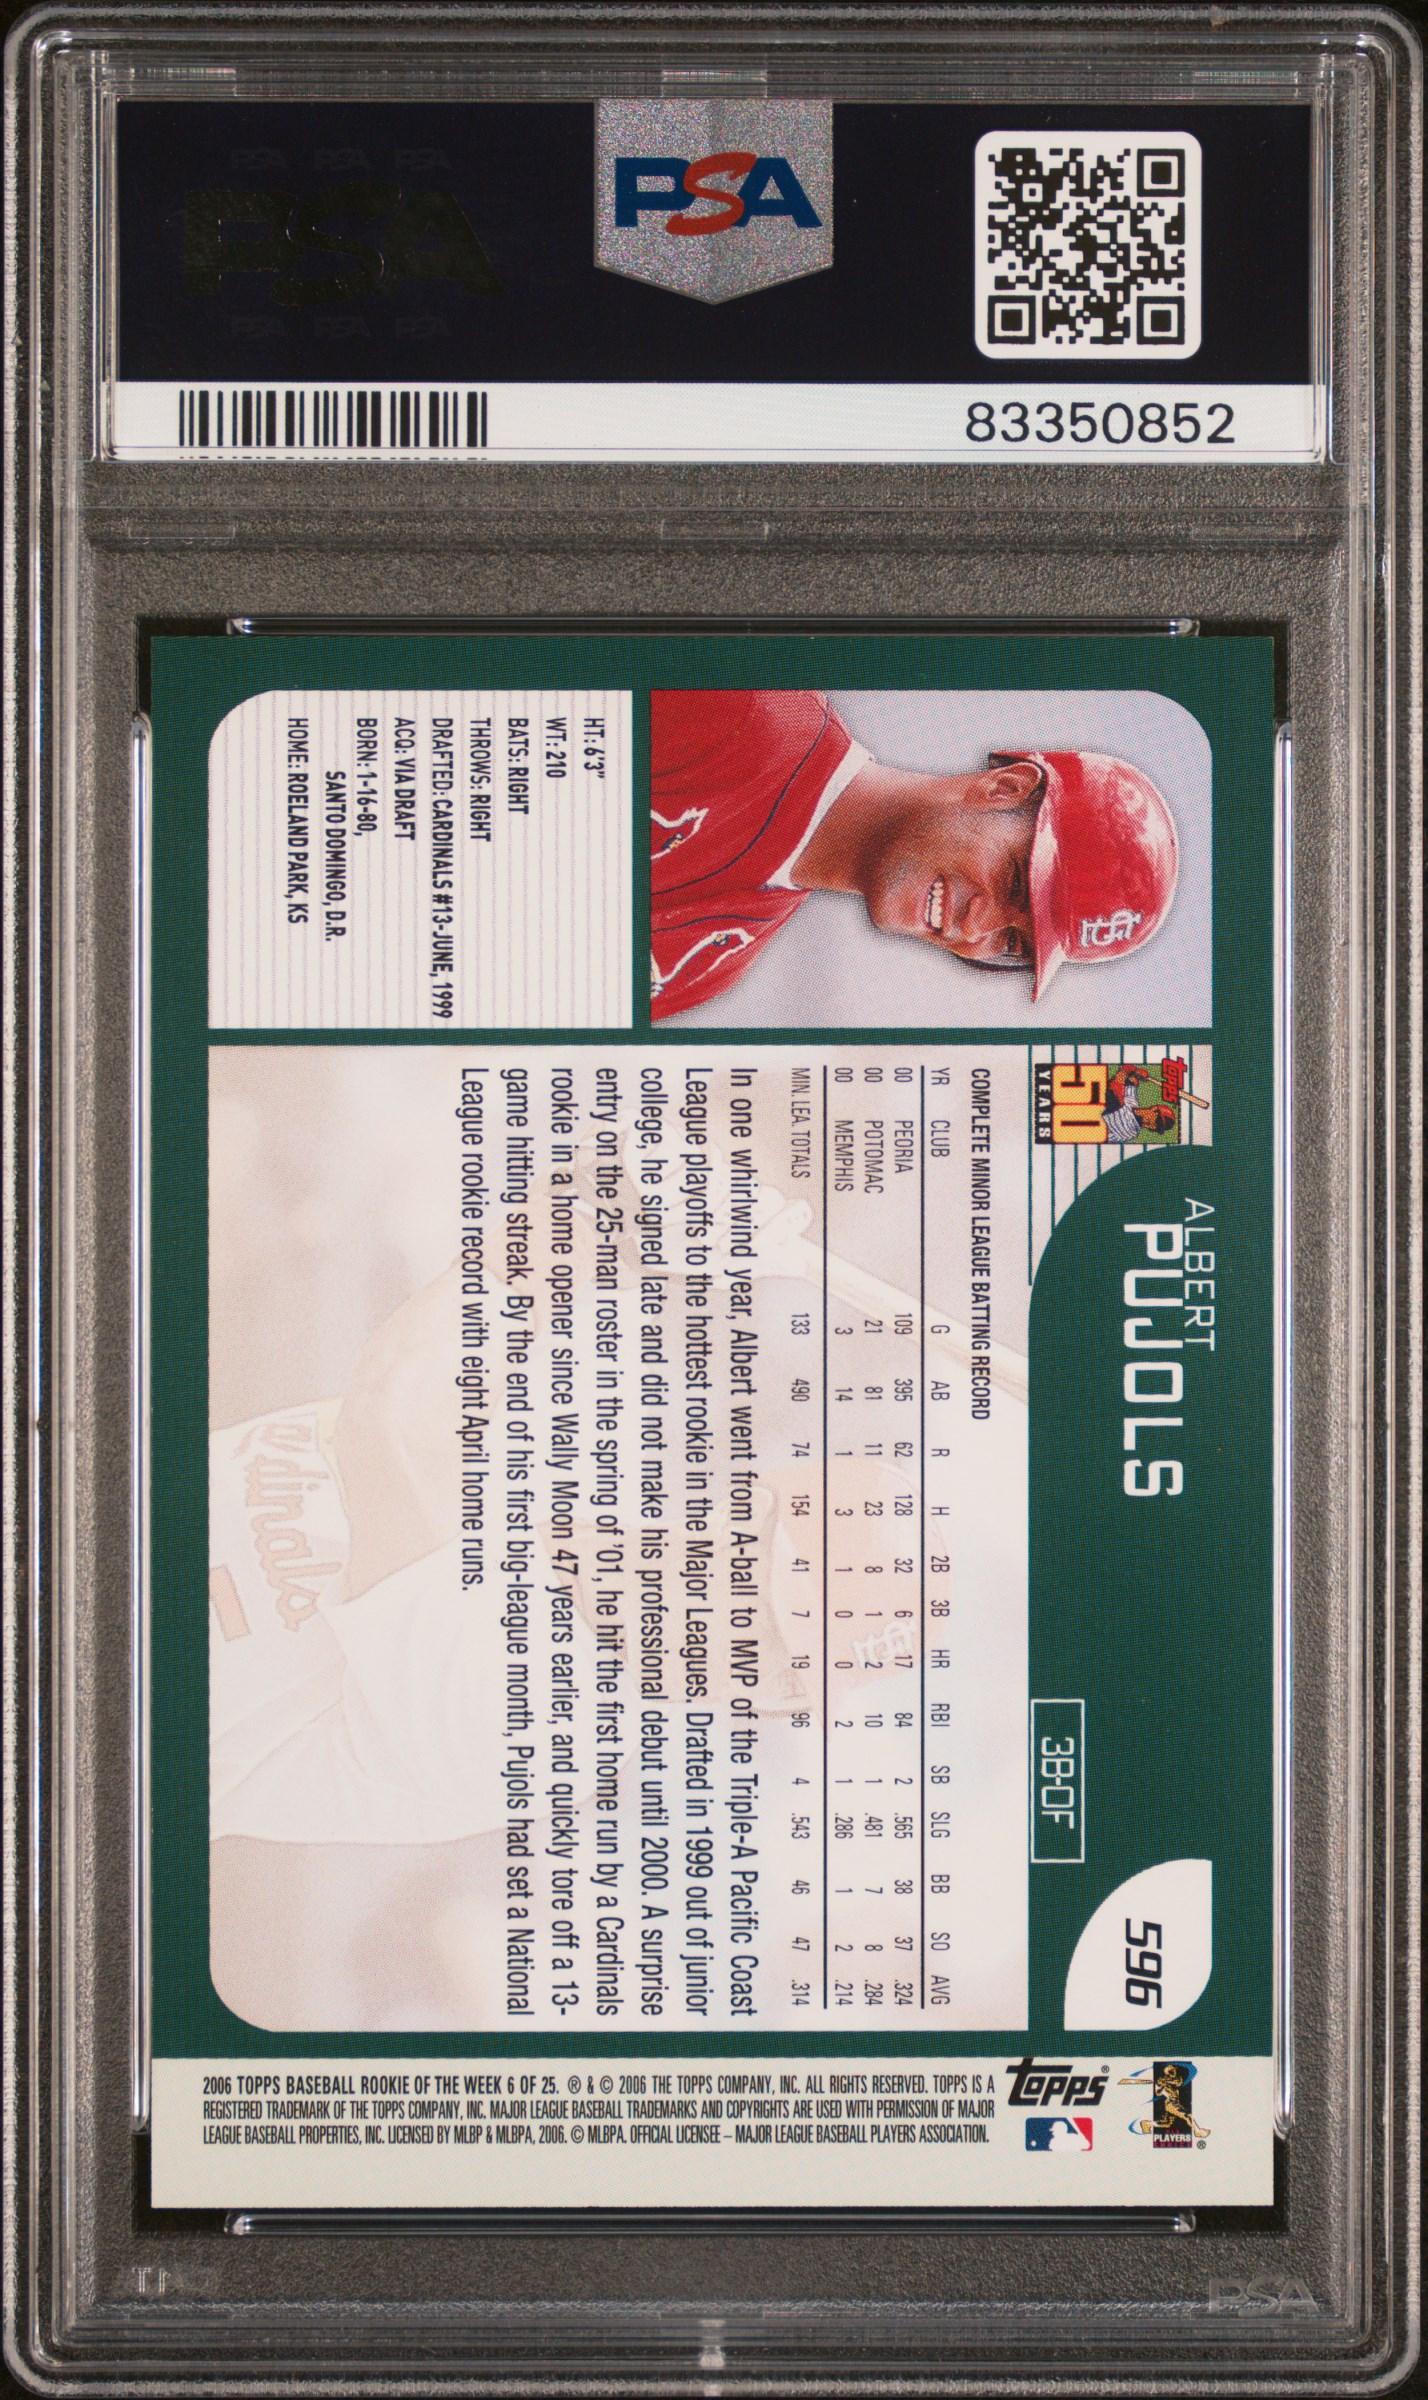 PSA PSA PSA
PSA
PSA PSA PSA
PSA
83350852
topps
50
YEARS
ALBERT
PUJOLS
3B-OF
596
HT: 6'3"
WT: 210
BATS: RIGHT
THROWS: RIGHT
DRAFTED: CARDINALS #13-JUNE, 1999
ACQ: VIA DRAFT
BORN: 1-16-80,
SANTO DOMINGO, D.R.
HOME: ROELAND PARK, KS
COMPLETE MINOR LEAGUE BATTING RECORD
YR CLUB G AB R H 2B 3B HR RBI SB SLG BB SO AVG
00 PEORIA 109 395 62 128 32 6 17 84 2 .565 38 37 .324
00 POTOMAC 21 81 11 23 8 1 2 10 1 .481 7 8 .284
00 MEMPHIS 3 14 1 3 1 0 0 2 1 .286 1 2 .214
MIN. LEA. TOTALS 133 490 74 154 41 7 19 96 4 .543 46 47 .314
In one whirlwind year, Albert went from A-ball to MVP of the Triple-A Pacific Coast
League playoffs to the hottest rookie in the Major Leagues. Drafted in 1999 out of junior
college, he signed late and did not make his professional debut until 2000. A surprise
entry on the 25-man roster in the spring of '01, he hit the first home run by a Cardinals
rookie in a home opener since Wally Moon 47 years earlier, and quickly tore off a 13-
game hitting streak. By the end of his first big-league month, Pujols had set a National
League rookie record with eight April home runs.
dinals
2006 TOPPS BASEBALL ROOKIE OF THE WEEK 6 OF 25. ® & © 2006 THE TOPPS COMPANY, INC. ALL RIGHTS RESERVED. TOPPS IS A
REGISTERED TRADEMARK OF THE TOPPS COMPANY, INC. MAJOR LEAGUE BASEBALL TRADEMARKS AND COPYRIGHTS ARE USED WITH PERMISSION OF MAJOR
LEAGUE BASEBALL PROPERTIES, INC. LICENSED BY MLBP & MLBPA, 2006. © MLBPA. OFFICIAL LICENSEE – MAJOR LEAGUE BASEBALL PLAYERS ASSOCIATION.
topps®
PLAYERS
CHOICE ®
PSA